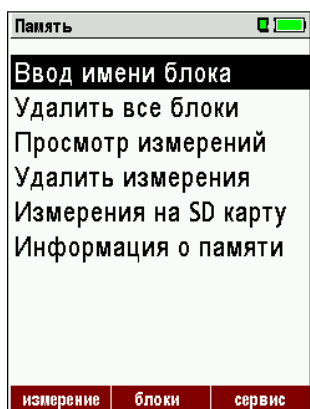 Память
Ввод имени блока
Удалить все блоки
Просмотр измерений
Удалить измерения
Измерения на SD карту
Информация о памяти
измерение блоки сервис